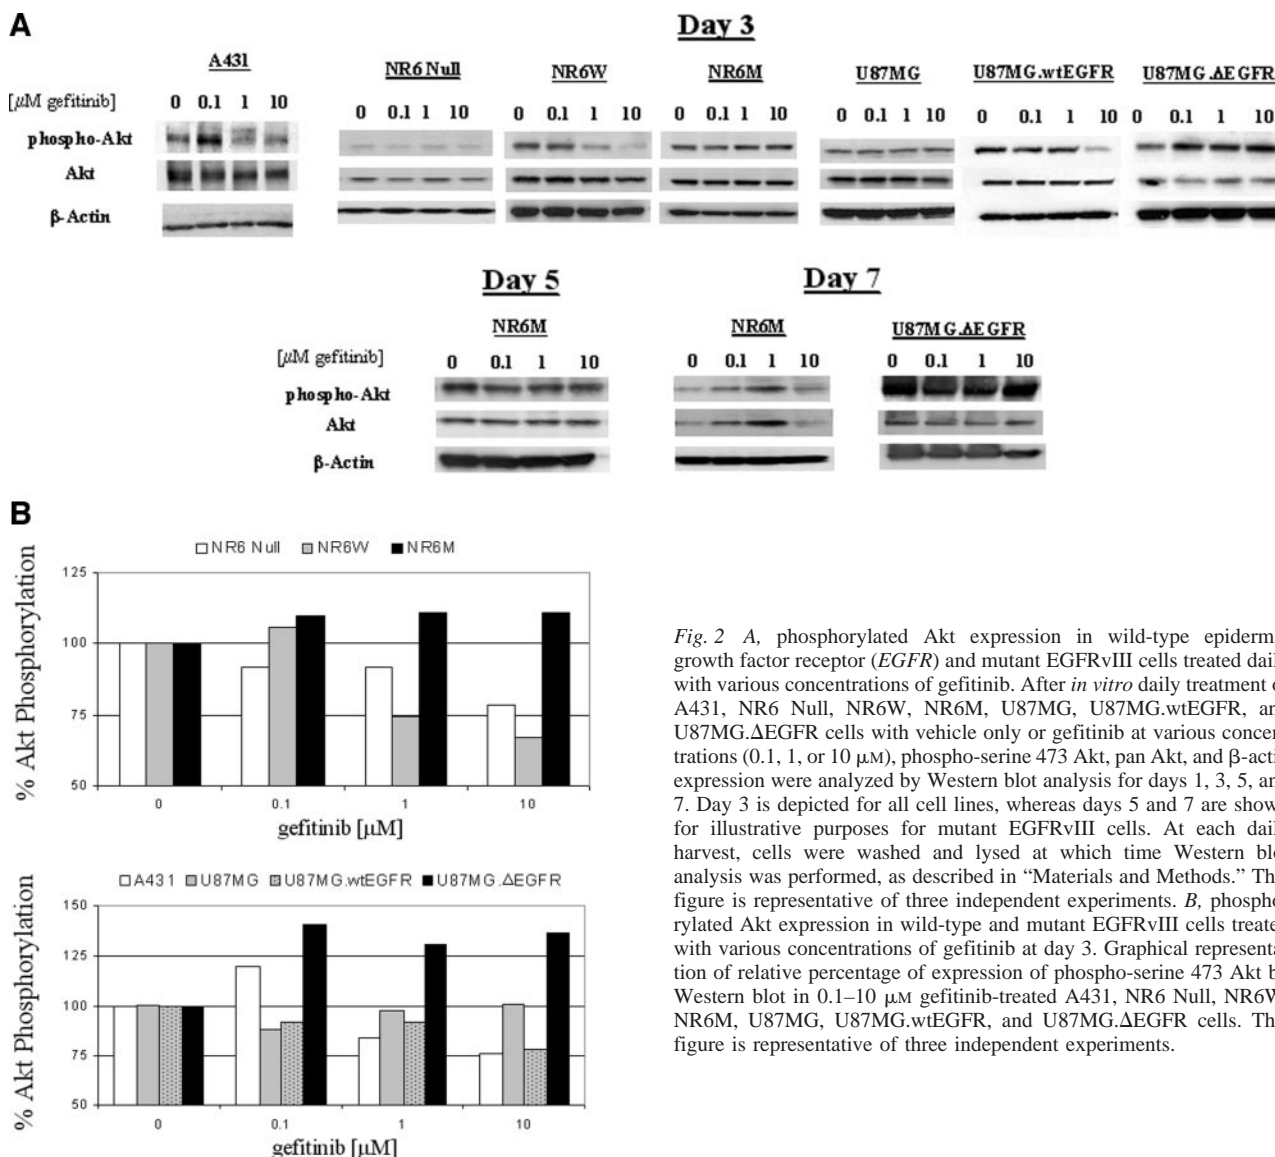 A
Day 3
A431
NR6 Null
NR6W
NR6M
U87MG
U87MG.wtEGFR
U87MG.ΔEGFR
[μM gefitinib]
0 0.1 1 10
0 0.1 1 10
0 0.1 1 10
0 0.1 1 10
0 0.1 1 10
0 0.1 1 10
0 0.1 1 10
phospho-Akt
Akt
β-Actin
Day 5
Day 7
NR6M
NR6M
U87MG.ΔEGFR
[μM gefitinib]
0 0.1 1 10
0 0.1 1 10
0 0.1 1 10
phospho-Akt
Akt
β-Actin
B
NR6 Null NR6W NR6M
% Akt Phosphorylation
125
100
75
50
0 0.1 1 10
gefitinib [μM]
A431 U87MG U87MG.wtEGFR U87MG.ΔEGFR
% Akt Phosphorylation
150
125
100
75
50
0 0.1 1 10
gefitinib [μM]
Fig. 2 A, phosphorylated Akt expression in wild-type epiderm
growth factor receptor (EGFR) and mutant EGFRvIII cells treated dail
with various concentrations of gefitinib. After in vitro daily treatment o
A431, NR6 Null, NR6W, NR6M, U87MG, U87MG.wtEGFR, an
U87MG.ΔEGFR cells with vehicle only or gefitinib at various concen
trations (0.1, 1, or 10 μM), phospho-serine 473 Akt, pan Akt, and β-acti
expression were analyzed by Western blot analysis for days 1, 3, 5, an
7. Day 3 is depicted for all cell lines, whereas days 5 and 7 are show
for illustrative purposes for mutant EGFRvIII cells. At each dail
harvest, cells were washed and lysed at which time Western blo
analysis was performed, as described in “Materials and Methods.” Th
figure is representative of three independent experiments. B, phospho
rylated Akt expression in wild-type and mutant EGFRvIII cells treate
with various concentrations of gefitinib at day 3. Graphical representa
tion of relative percentage of expression of phospho-serine 473 Akt b
Western blot in 0.1–10 μM gefitinib-treated A431, NR6 Null, NR6W
NR6M, U87MG, U87MG.wtEGFR, and U87MG.ΔEGFR cells. Th
figure is representative of three independent experiments.